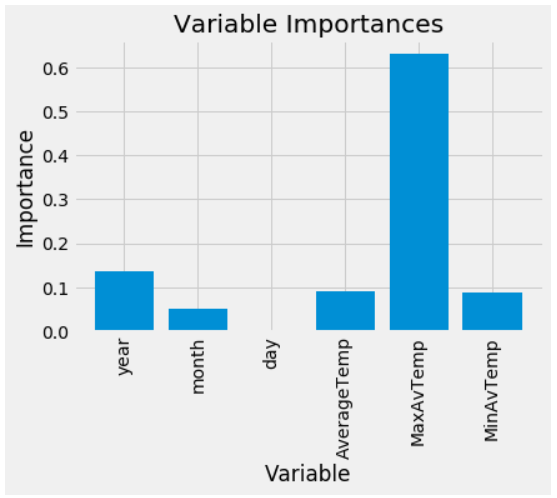 Variable Importances
Importance
0.6
0.5
0.4
0.3
0.2
0.1
0.0
year
month
day
AverageTemp
MaxAvTemp
MinAvTemp
Variable